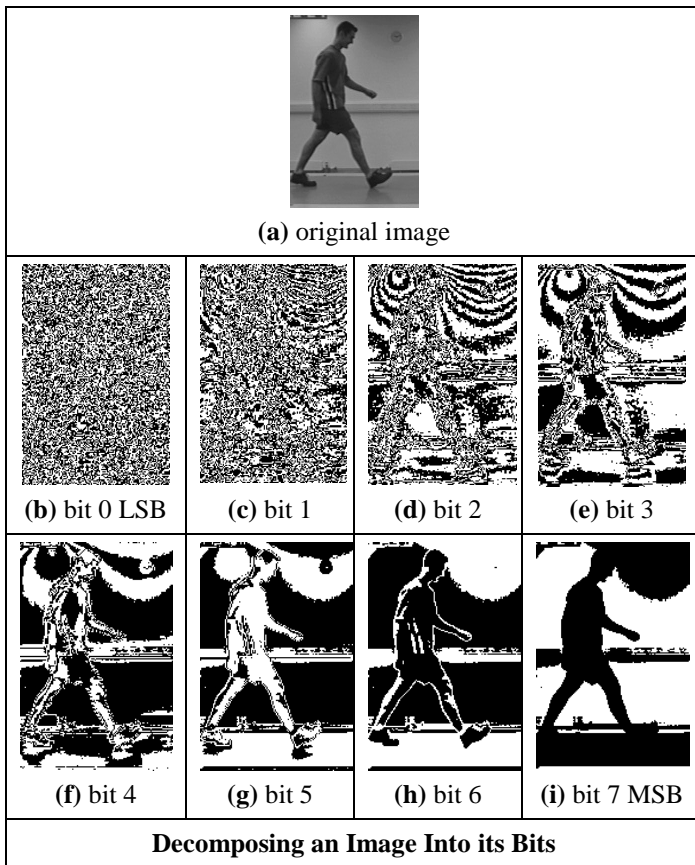 (a) original image
(b) bit 0 LSB (c) bit 1 (d) bit 2 (e) bit 3
(f) bit 4 (g) bit 5 (h) bit 6 (i) bit 7 MSB
Decomposing an Image Into its Bits